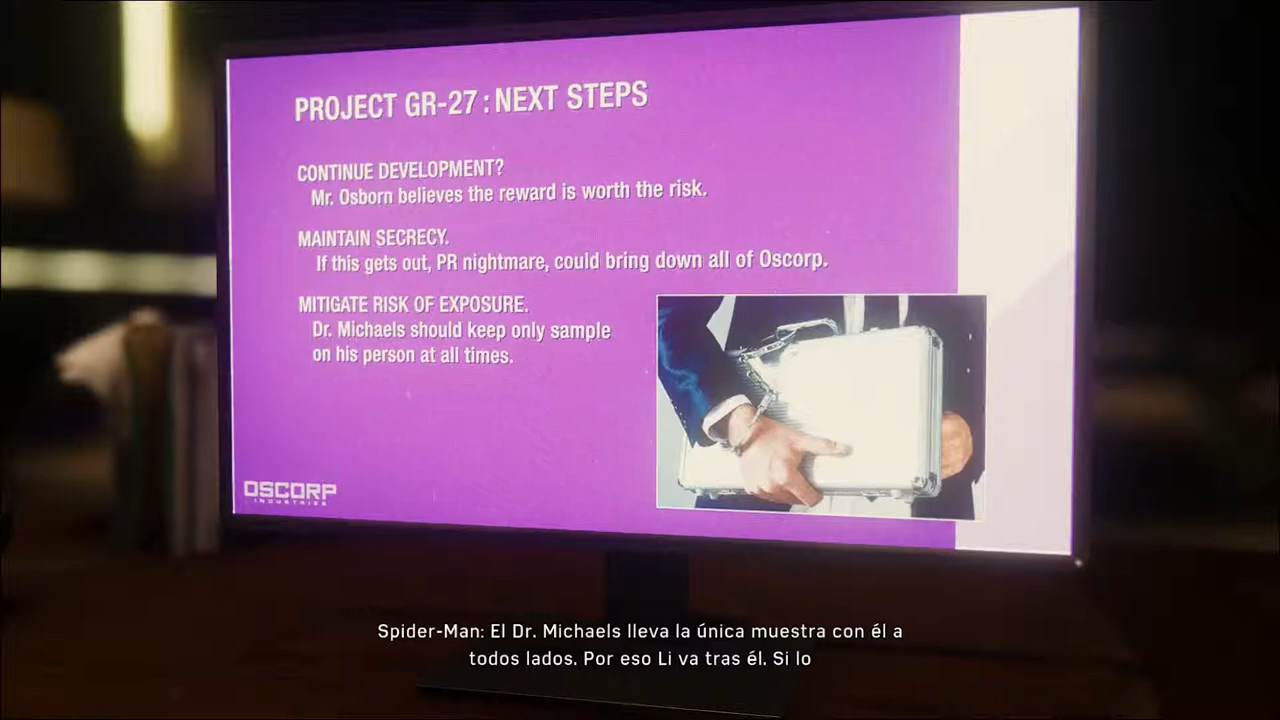 PROJECT GR-27 : NEXT STEPS
CONTINUE DEVELOPMENT?
Mr. Osborn believes the reward is worth the risk.
MAINTAIN SECRECY.
If this gets out, PR nightmare, could bring down all of Oscorp.
MITIGATE RISK OF EXPOSURE.
Dr. Michaels should keep only sample
on his person at all times.
OSCORP
INDUSTRIES
Spider-Man: El Dr. Michaels lleva la única muestra con él a
todos lados. Por eso Li va tras él. Si lo